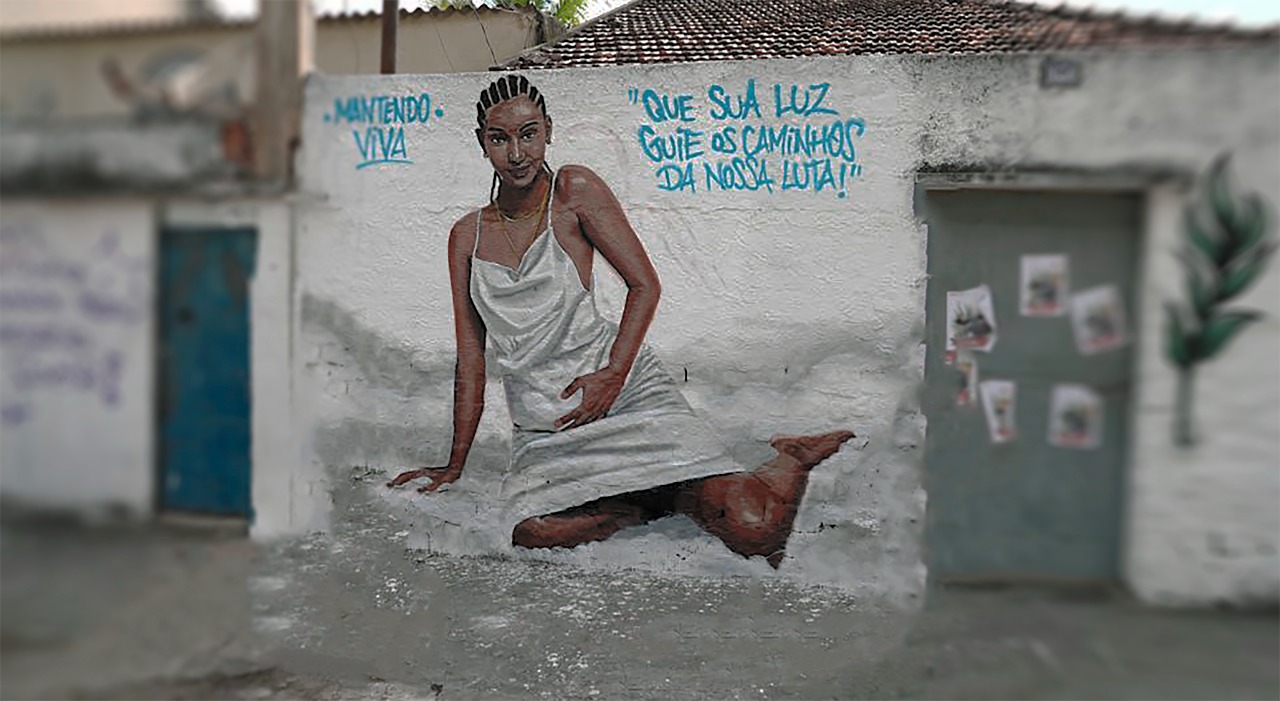 . MANTENDO .
VIVA
"QUE SUA LUZ
GUIE OS CAMINHOS
DA NOSSA LUTA!"